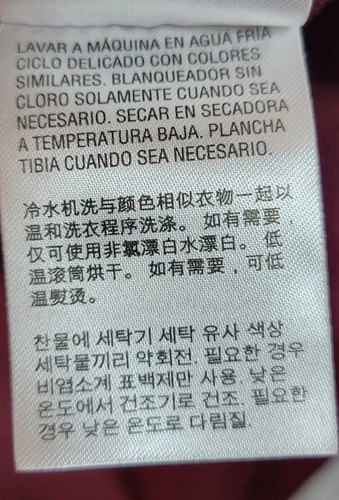 LAVAR A MÁQUINA EN AGUA FRIA
CICLO DELICADO CON COLORES
SIMILARES. BLANQUEADOR SIN
CLORO SOLAMENTE CUANDO SEA
NECESARIO. SECAR EN SECADORA
A TEMPERATURA BAJA. PLANCHA
TIBIA CUANDO SEA NECESARIO.
冷水机洗与颜色相似衣物一起以
温和洗衣程序洗涤。 如有需要，
仅可使用非氯漂白水漂白。 低
温滚筒烘干。 如有需要，可低
温熨烫。
찬물에 세탁기 세탁 유사 색상
세탁물끼리 약회전. 필요한 경우
비염소계 표백제만 사용. 낮은
온도에서 건조기로 건조. 필요한
경우 낮은 온도로 다림질.